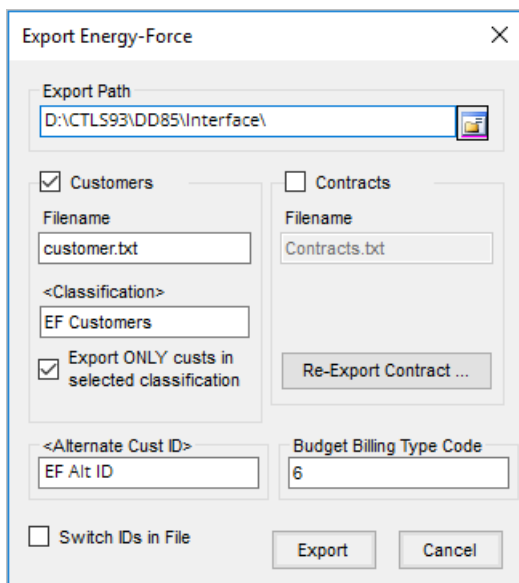 Export Energy-Force
Export Path
D:\CTLS93\DD85\Interface\
Customers
Filename
customer.txt
<Classification>
EF Customers
Export ONLY custs in
selected classification
Contracts
Filename
Contracts.txt
Re-Export Contract ...
<Alternate Cust ID>
EF Alt ID
Budget Billing Type Code
6
Switch IDs in File
Export
Cancel